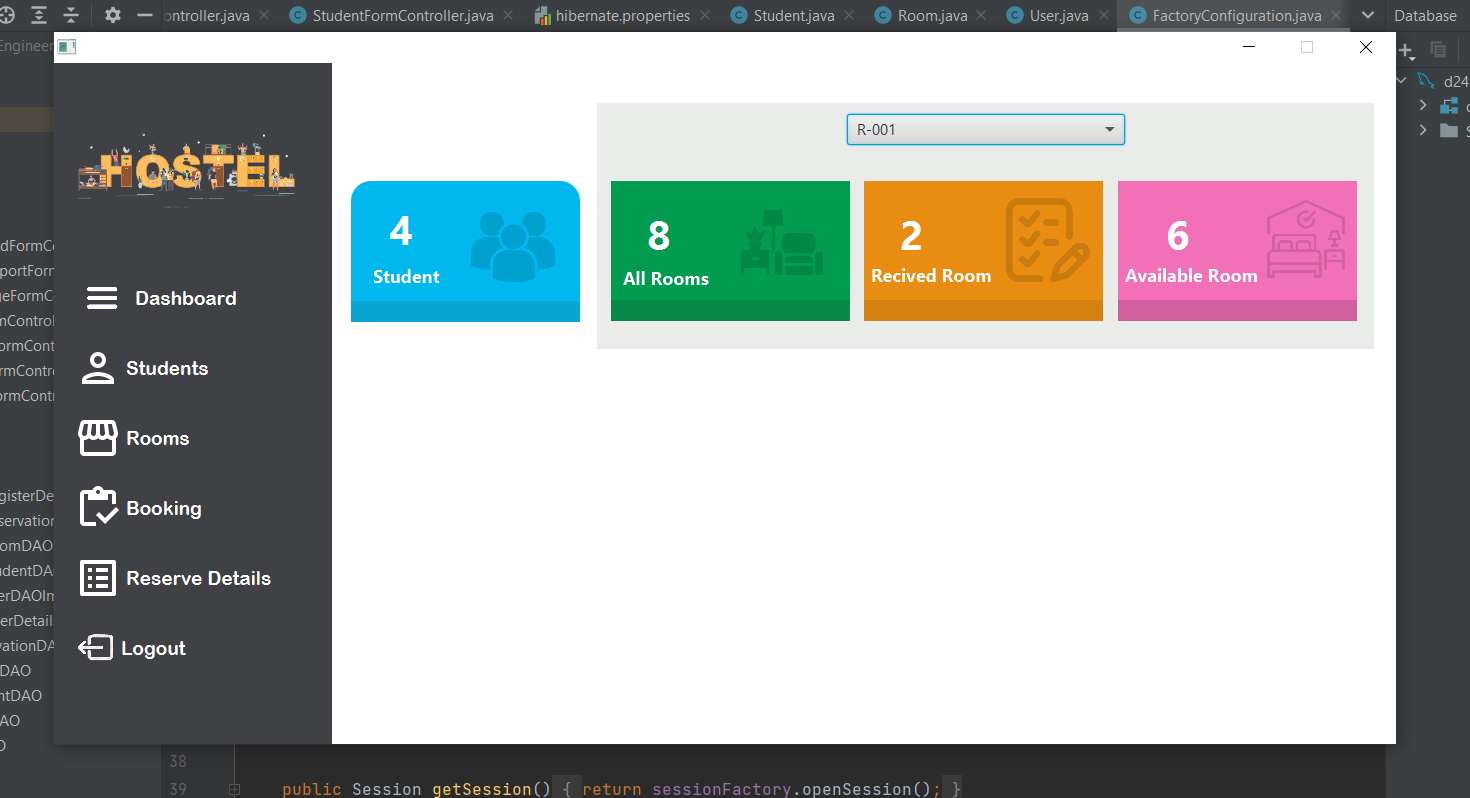 ontroller.java
StudentFormController.java
hibernate.properties
Student.java
Room.java
User.java
FactoryConfiguration.java
Database
Engineer
d24
HOSTEL
R-001
4
Student
8
All Rooms
2
Recived Room
6
Available Room
Dashboard
Students
Rooms
Booking
Reserve Details
Logout
dFormCo
portForm
geFormCo
mControl
ormCont
rmContro
ormContr
gisterDe
servation
omDAO
udentDA
erDAOIm
erDetail
vationDA
DAO
ntDAO
AO
38
39 public Session getSession() { return sessionFactory.openSession(); }